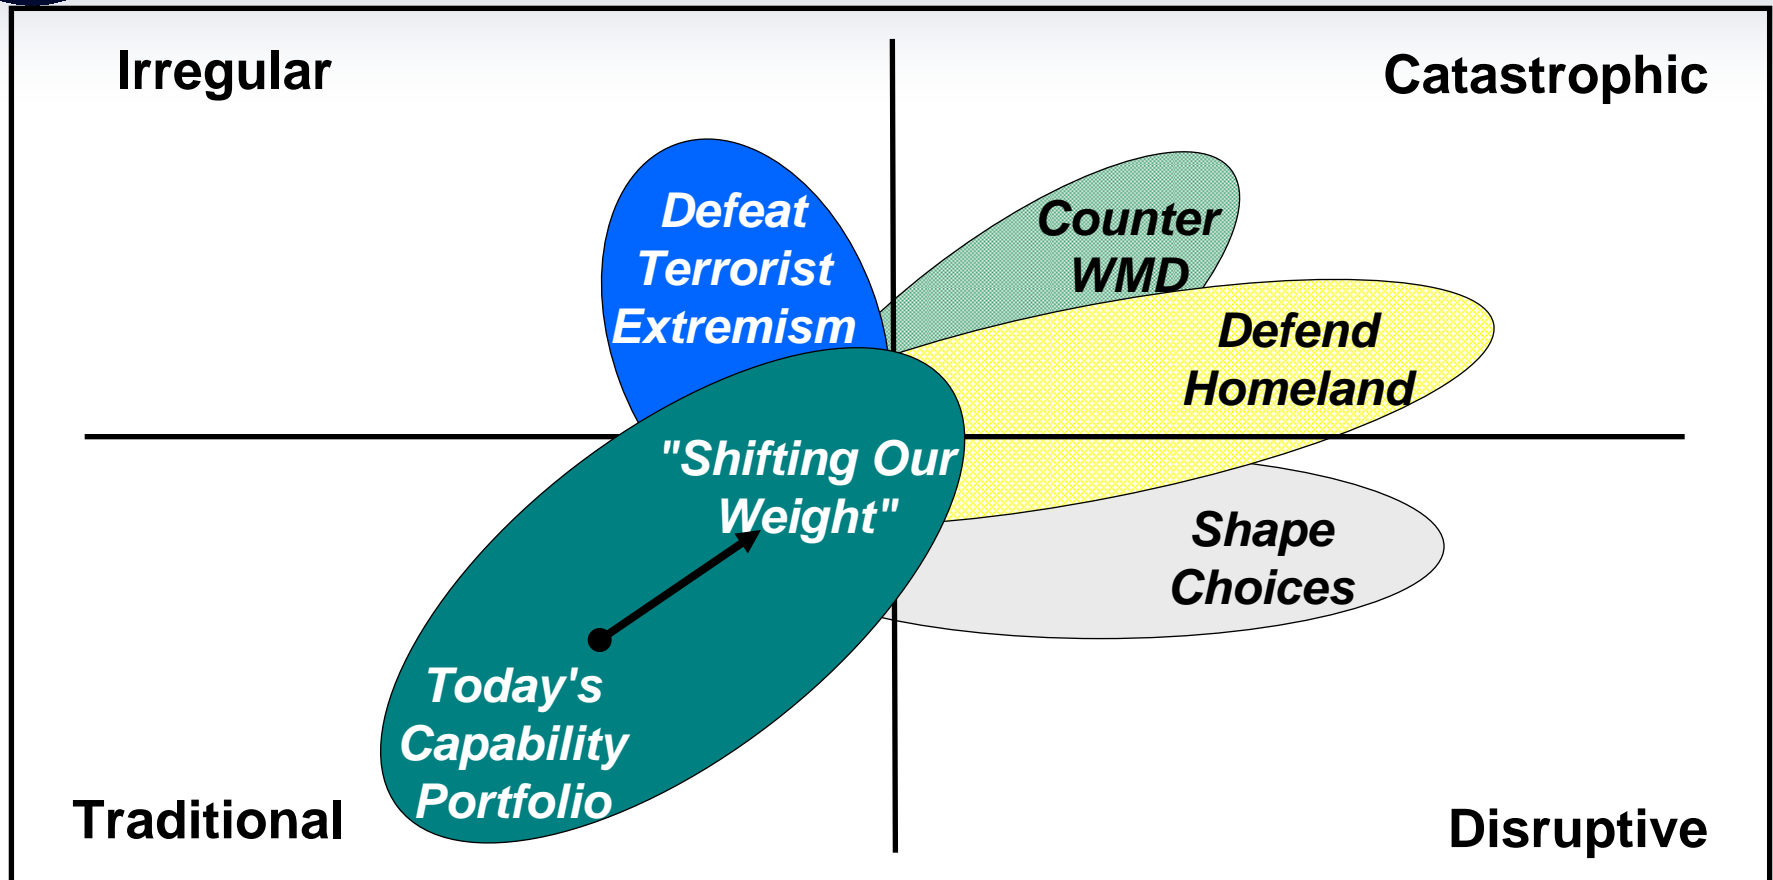 Irregular
Catastrophic
Defeat
Terrorist
Extremism
Counter
WMD
Defend
Homeland
"Shifting Our
Weight"
Shape
Choices
Today's
Capability
Portfolio
Traditional
Disruptive